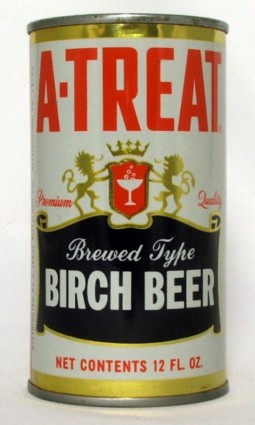 A-TREAT
Premium Quality
Brewed Type
BIRCH BEER
NET CONTENTS 12 FL. OZ.